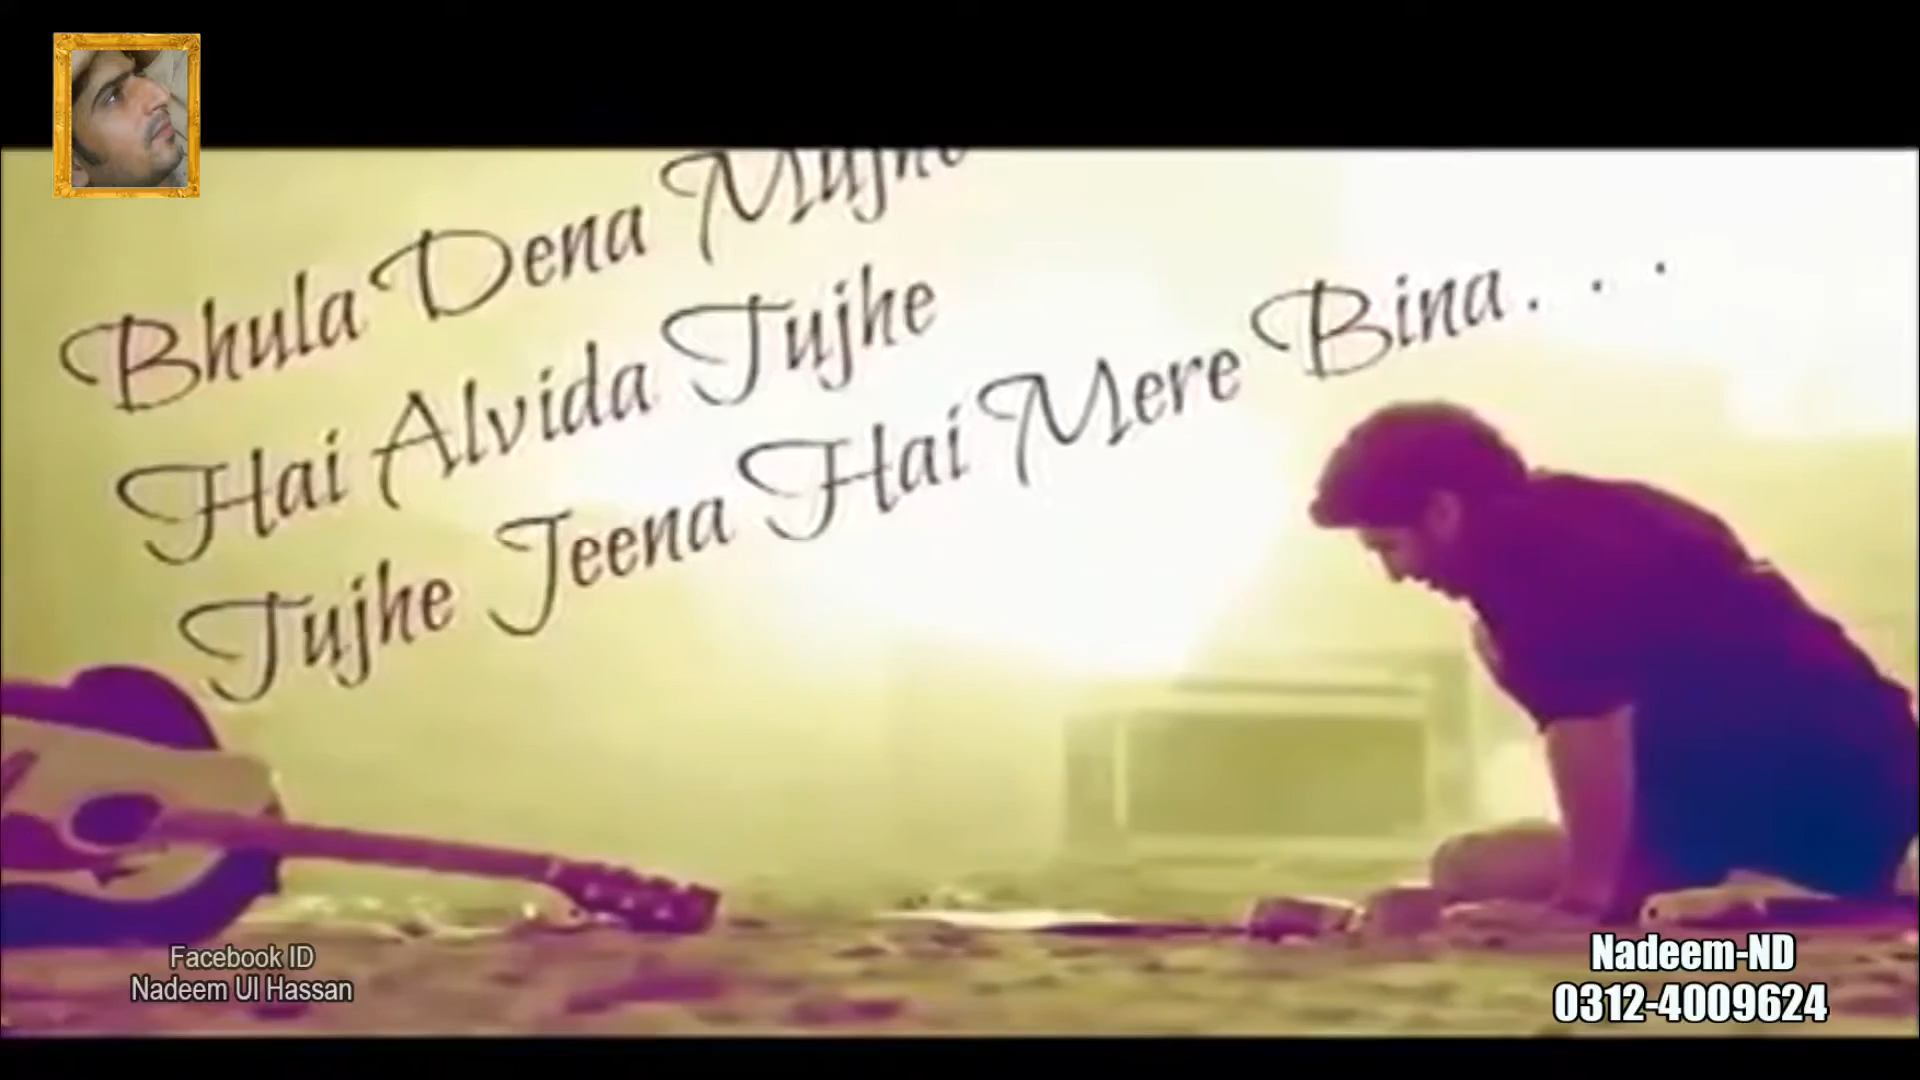 Bhula Dena Mujhe
Hai Alvida Tujhe
Tujhe Jeena Hai Mere Bina. . .
Facebook ID
Nadeem Ul Hassan
Nadeem-ND
0312-4009624